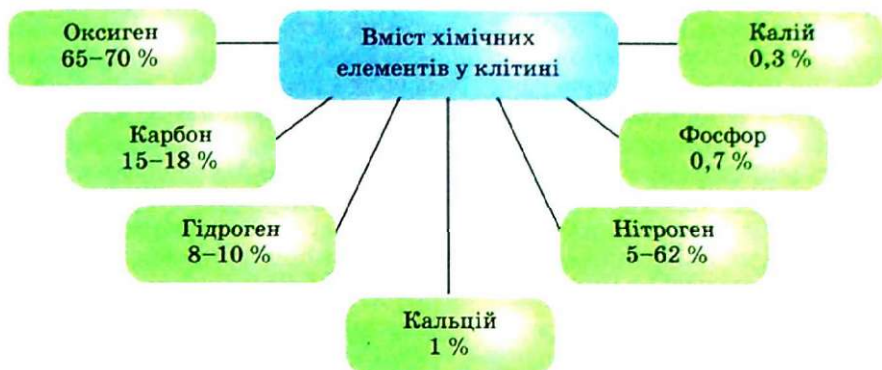 Вміст хімічних
елементів у клітині
Оксиген
65–70 %
Калій
0,3 %
Карбон
15–18 %
Фосфор
0,7 %
Гідроген
8–10 %
Нітроген
5–62 %
Кальцій
1 %